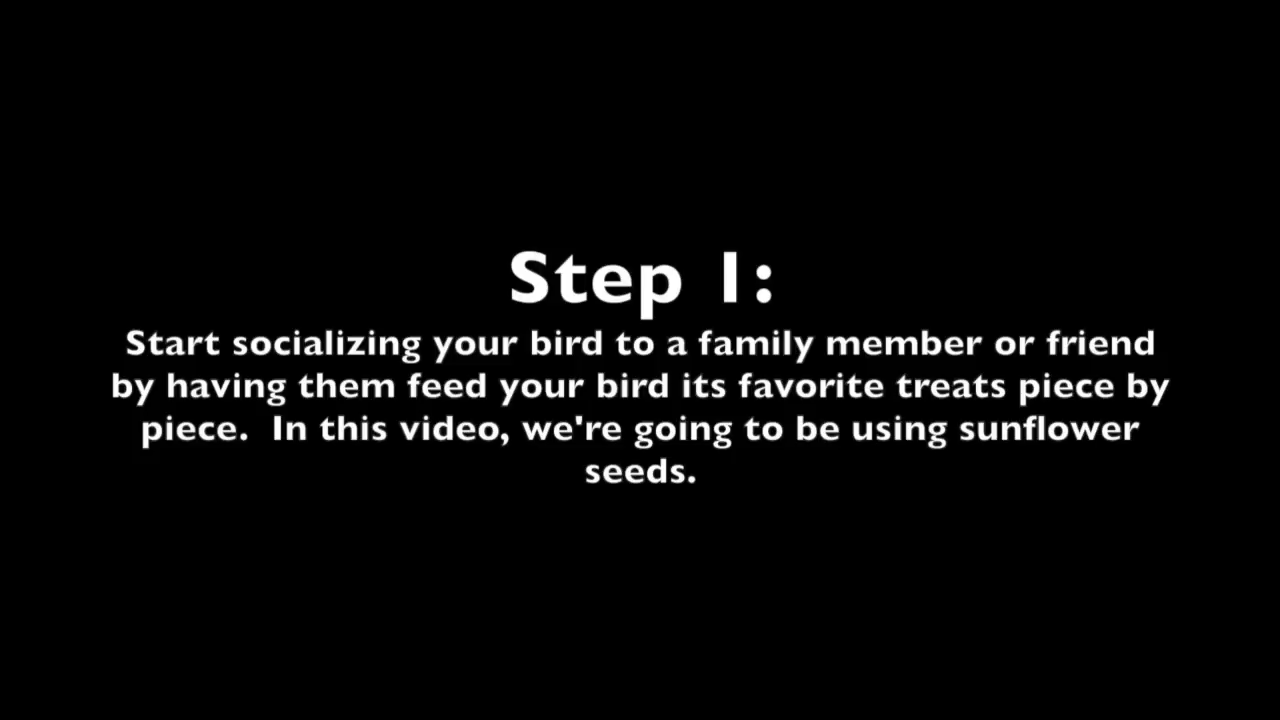 Step 1:
Start socializing your bird to a family member or friend
by having them feed your bird its favorite treats piece by
piece.  In this video, we're going to be using sunflower
seeds.